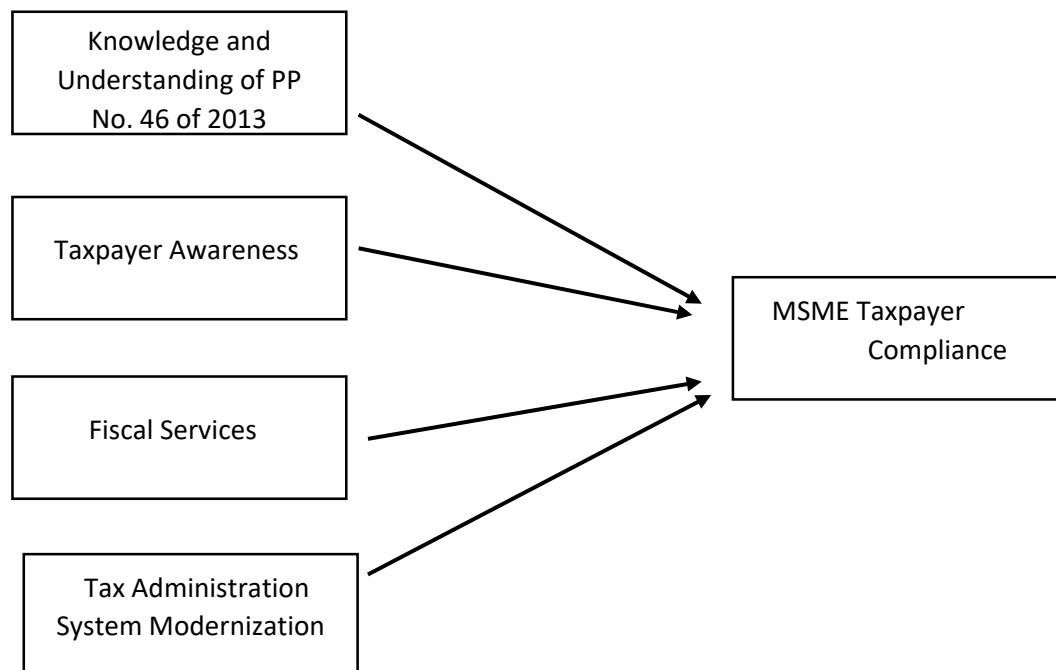 Knowledge and
Understanding of PP
No. 46 of 2013
Taxpayer Awareness
Fiscal Services
Tax Administration
System Modernization
MSME Taxpayer
Compliance